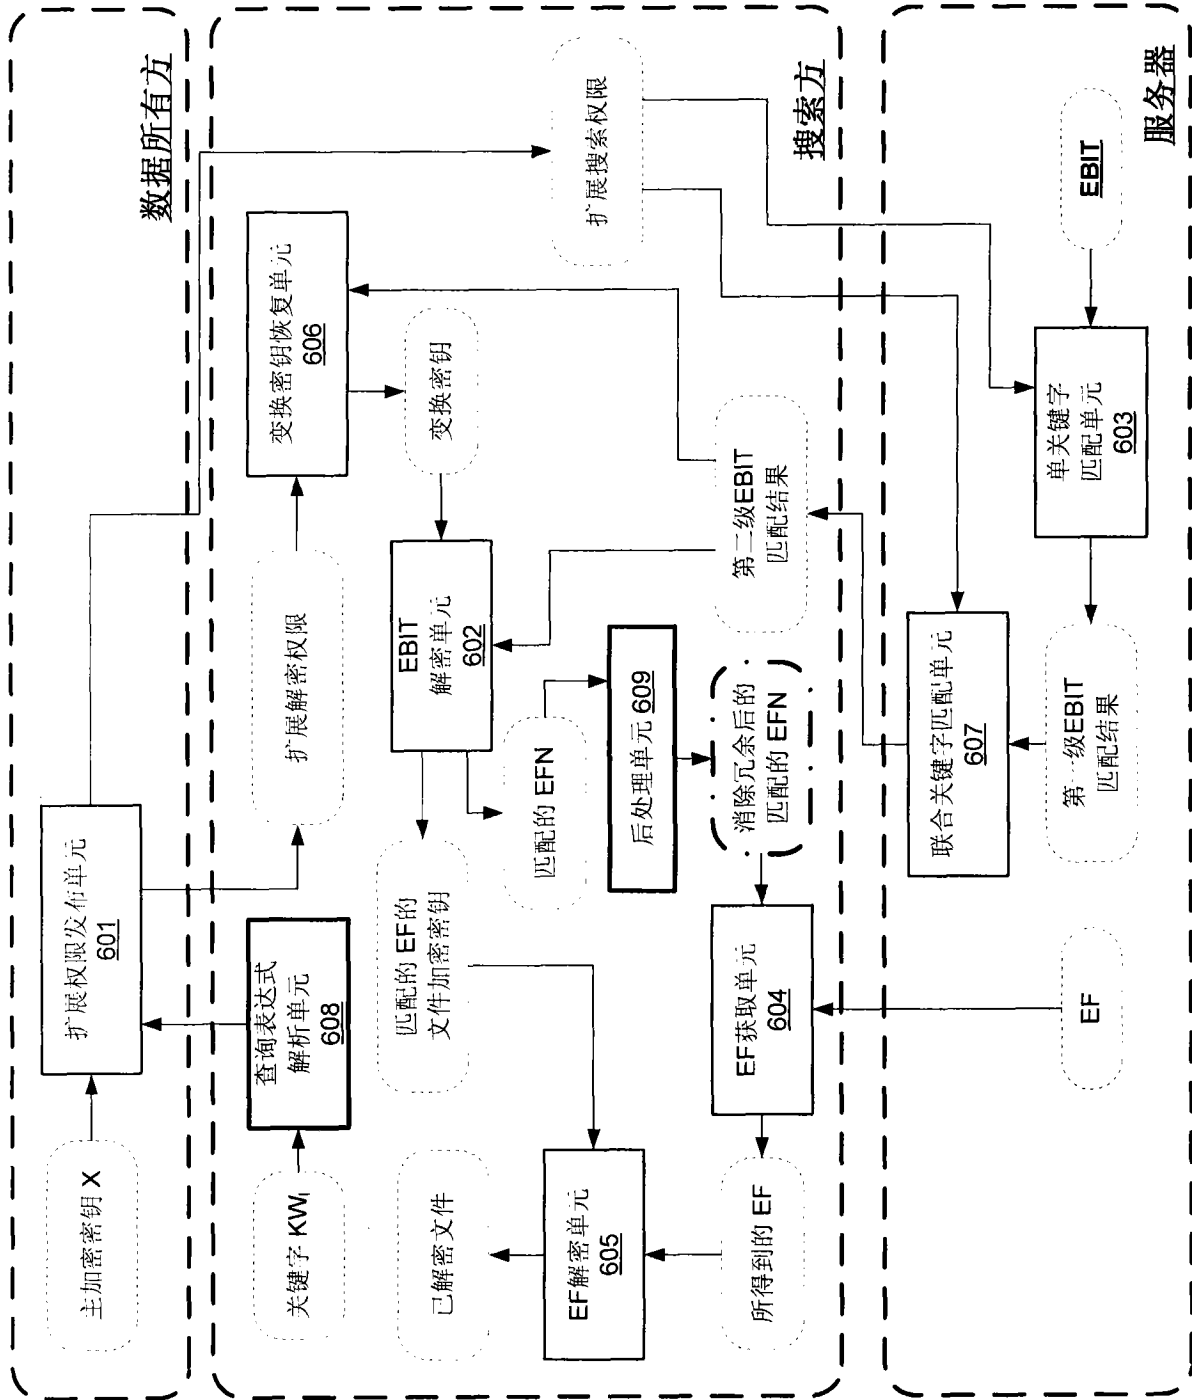 数据所有方
主加密密钥 X
扩展权限发布单元
601
搜索方
关键字 KWi
查询表达式
解析单元
608
扩展解密权限
变换密钥恢复单元
606
变换密钥
EBIT
解密单元
602
匹配的 EF的
文件加密密钥
匹配的 EFN
后处理单元 609
消除冗余后的
匹配的 EFN
已解密文件
EF解密单元
605
所得到的 EF
EF获取单元
604
第二级EBIT
匹配结果
扩展搜索权限
服务器
EBIT
单关键字
匹配单元
603
第一级EBIT
匹配结果
联合关键字匹配单元
607
EF